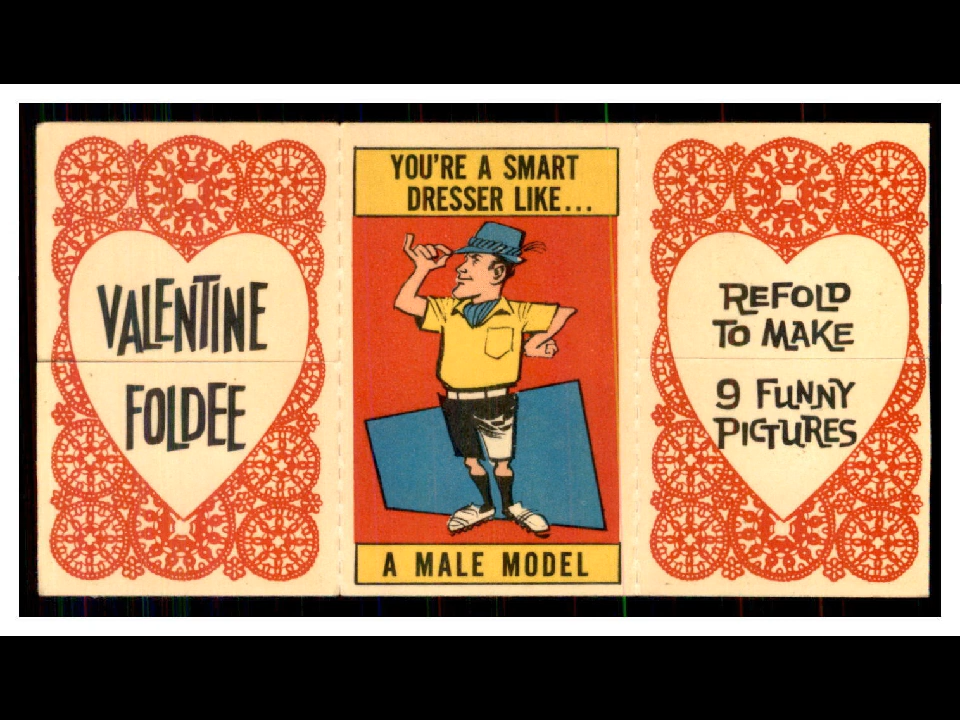 VALENTINE
FOLDEE
YOU'RE A SMART
DRESSER LIKE...
A MALE MODEL
REFOLD
TO MAKE
9 FUNNY
PICTURES